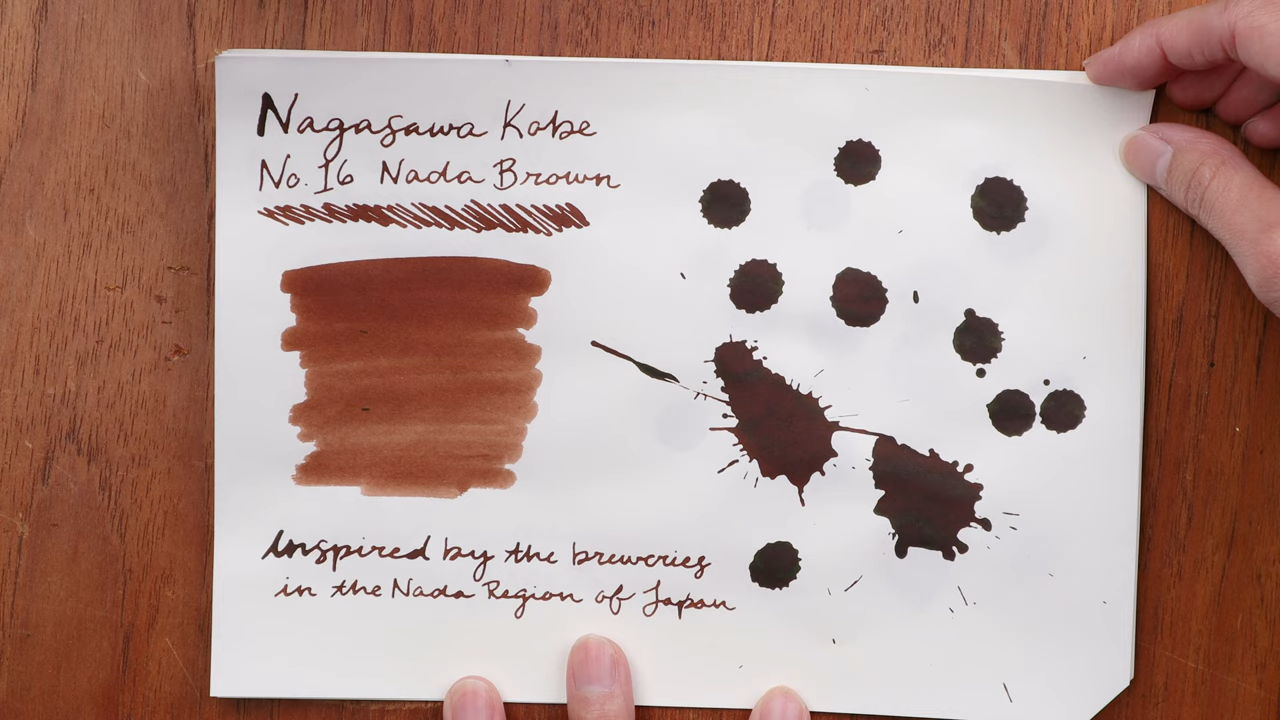 Nagasawa Kobe
No. 16 Nada Brown
Inspired by the breweries
in the Nada Region of Japan